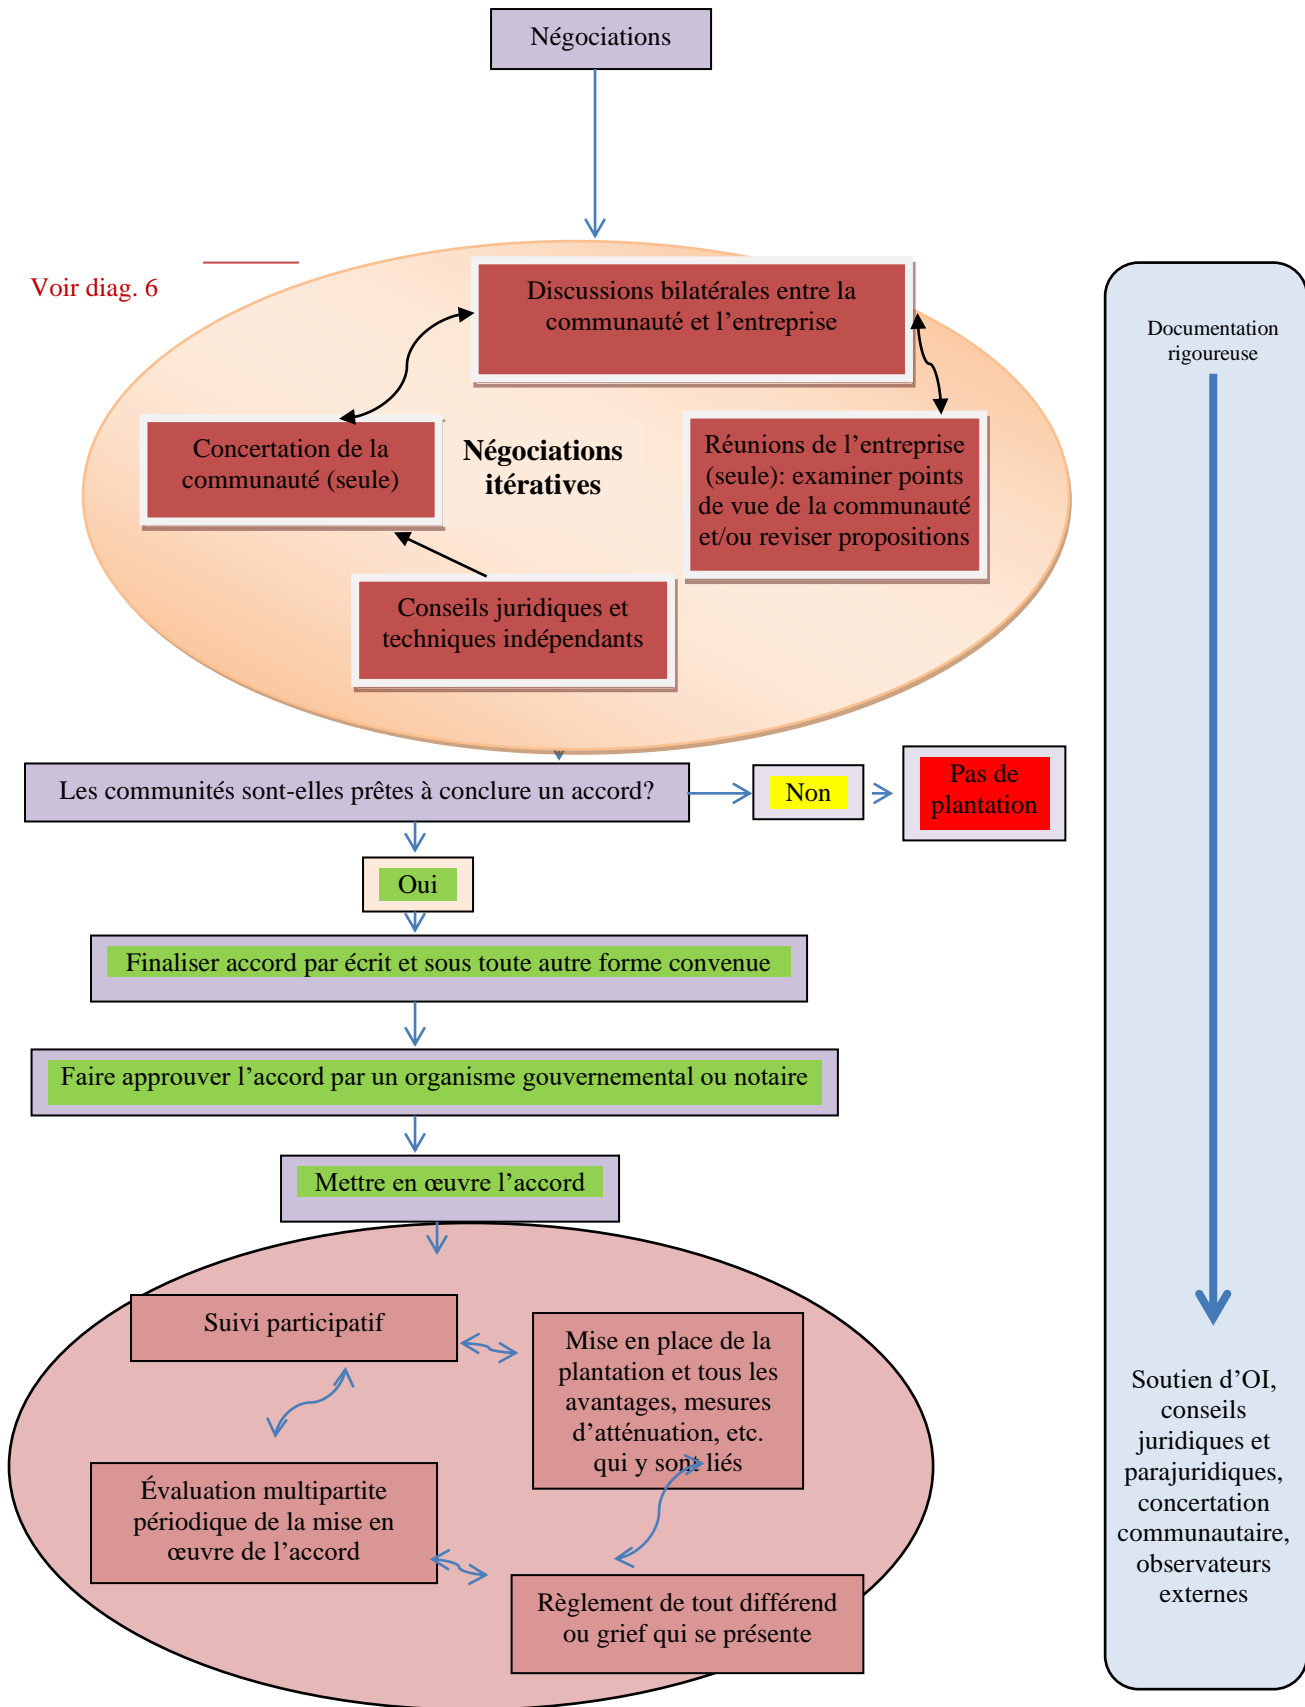 Négociations
Voir diag. 6
Discussions bilatérales entre la
communauté et l’entreprise
Concertation de la
communauté (seule)
Négociations
itératives
Réunions de l’entreprise
(seule): examiner points
de vue de la communauté
et/ou reviser propositions
Conseils juridiques et
techniques indépendants
Les communités sont-elles prêtes à conclure un accord?
Non
Pas de
plantation
Oui
Finaliser accord par écrit et sous toute autre forme convenue
Faire approuver l’accord par un organisme gouvernemental ou notaire
Mettre en œuvre l’accord
Suivi participatif
Mise en place de la
plantation et tous les
avantages, mesures
d’atténuation, etc.
qui y sont liés
Évaluation multipartite
périodique de la mise en
œuvre de l’accord
Règlement de tout différend
ou grief qui se présente
Documentation
rigoureuse
Soutien d’OI,
conseils
juridiques et
parajuridiques,
concertation
communautaire,
observateurs
externes